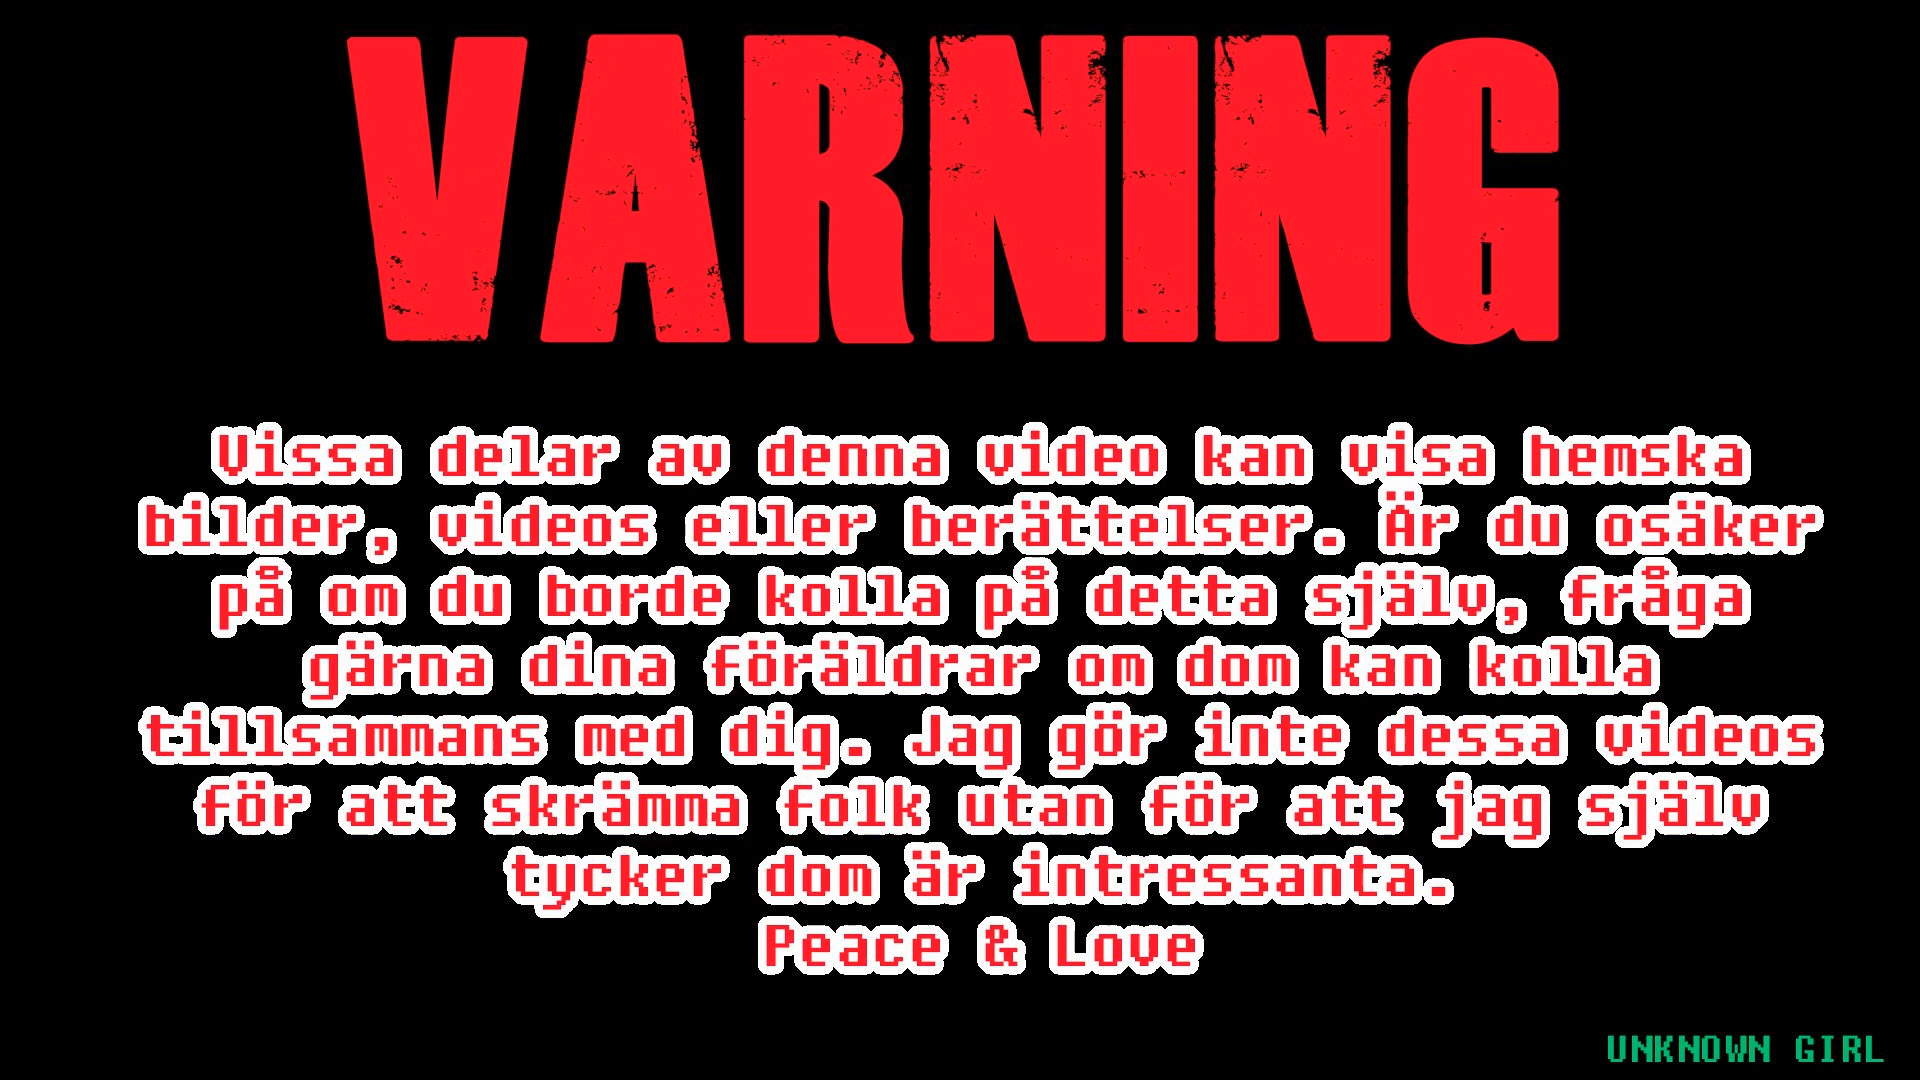 VARNING
Vissa delar av denna video kan visa hemska
bilder, videos eller berättelser. Är du osäker
på om du borde kolla på detta själv, fråga
gärna dina föräldrar om dom kan kolla
tillsammans med dig. Jag gör inte dessa videos
för att skrämma folk utan för att jag själv
tycker dom är intressanta.
Peace & Love
UNKNOWN GIRL